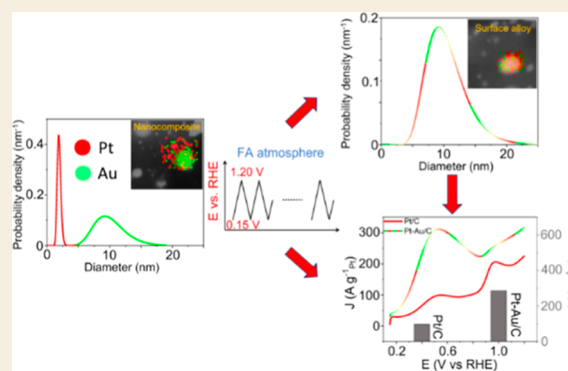 Probability density (nm⁻¹)
0.4
0.2
0.0
Nanocomposite
Pt
Au
0
10
20
Diameter (nm)
FA atmosphere
E vs. RHE
1.20 V
0.15 V
Probability density (nm⁻¹)
0.2
0.1
0.0
Surface alloy
0
10
20
Diameter (nm)
J (A g⁻¹Pt)
300
200
100
0
Pt/C
Pt-Au/C
Pt/C
Pt-Au/C
600
400
200
0
0.2
0.6
1.0
E (V vs RHE)